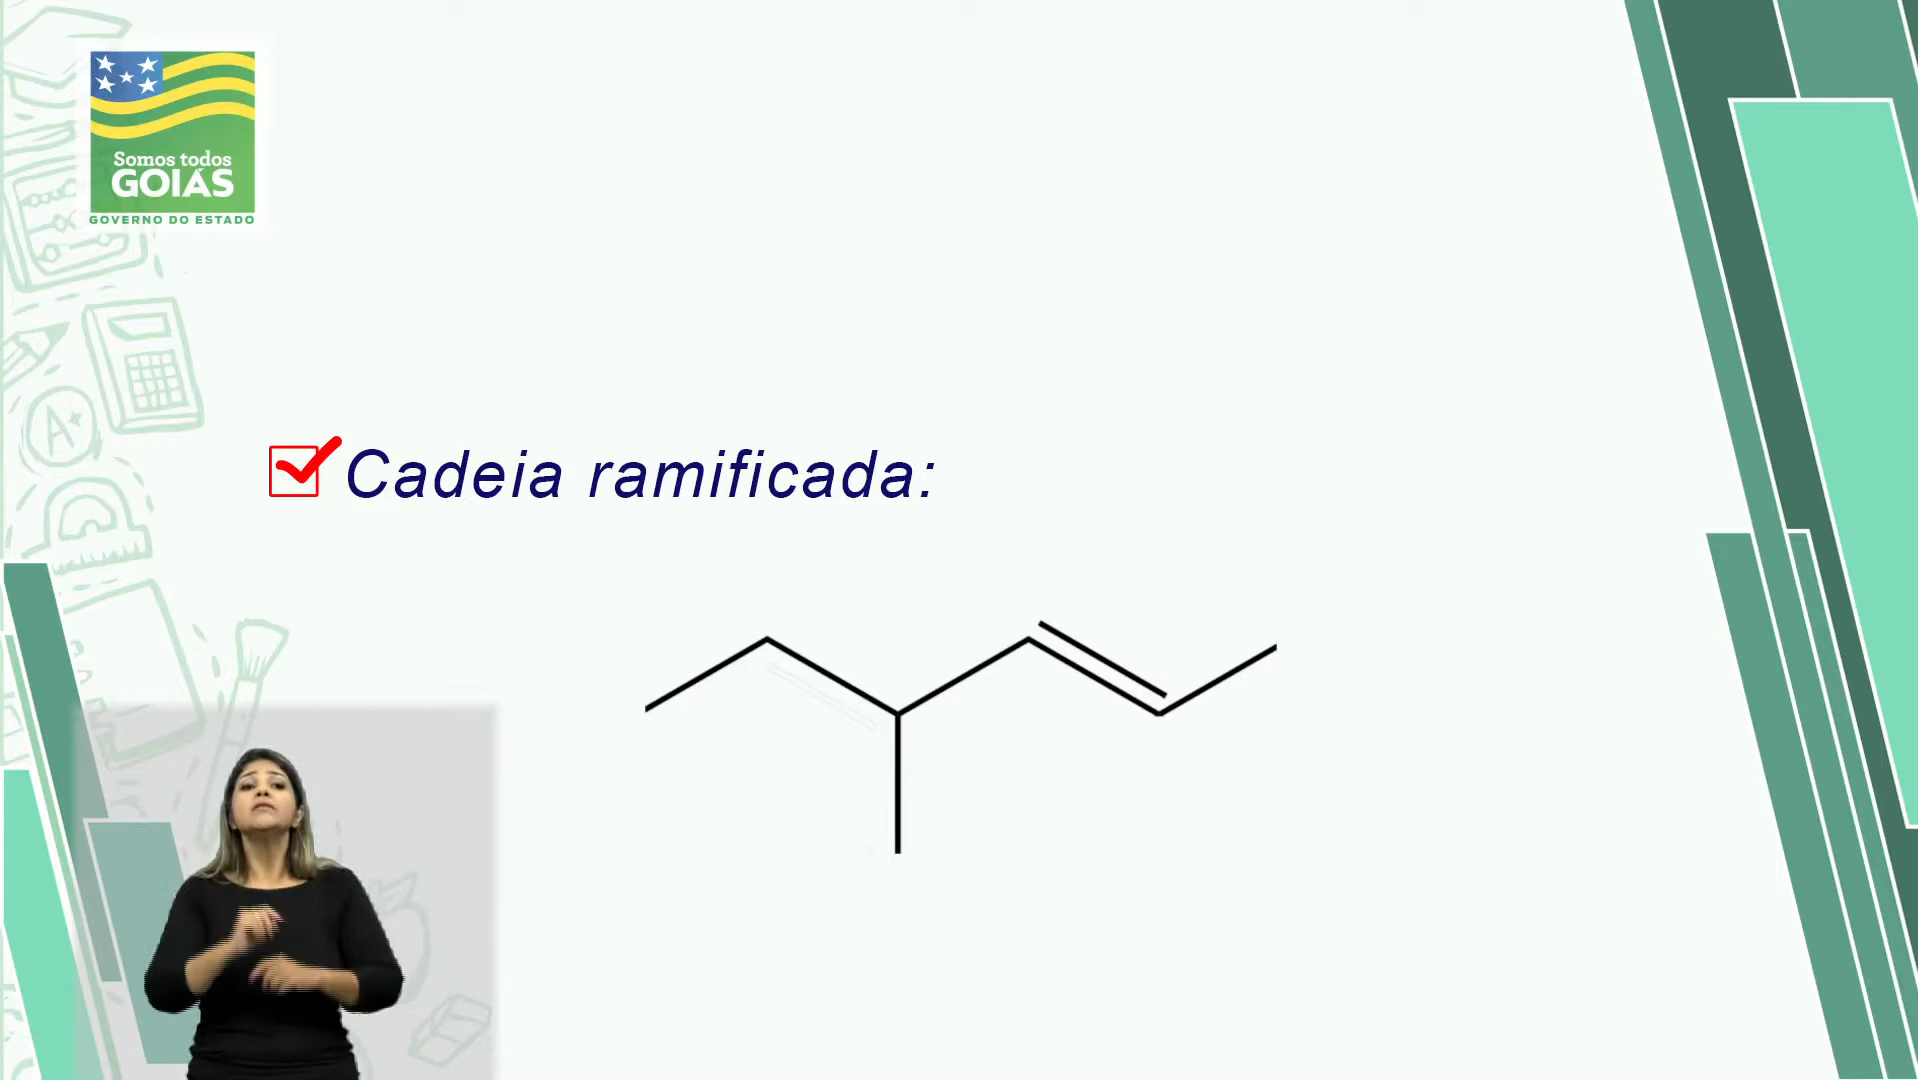 Somos todos
GOIÁS
GOVERNO DO ESTADO
A+
Cadeia ramificada: